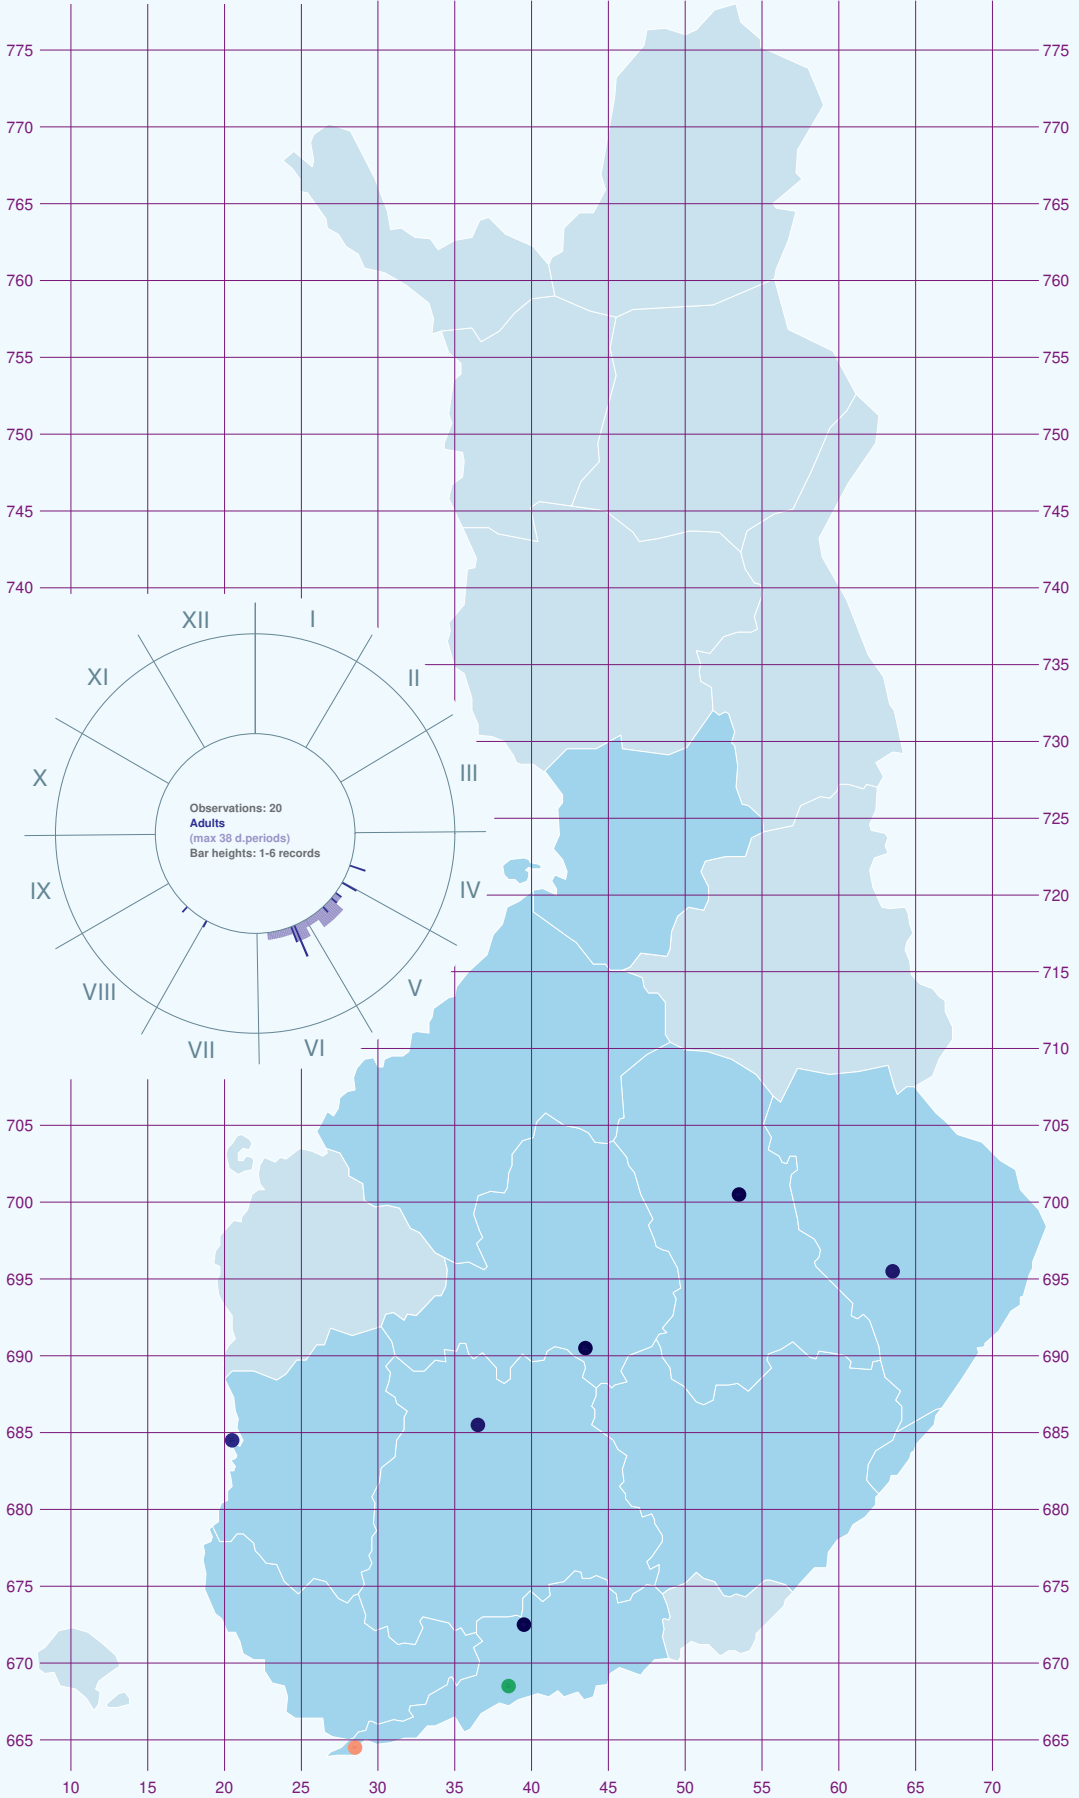 775 775
770 770
765 765
760 760
755 755
750 750
745 745
740 740
XII I
XI II
735
730
X III
725
Observations: 20
Adults
(max 38 d.periods)
Bar heights: 1-6 records
IX IV
720
VIII V
715
VII VI
710
705 705
700 700
695 695
690 690
685 685
680 680
675 675
670 670
665 665
10 15 20 25 30 35 40 45 50 55 60 65 70